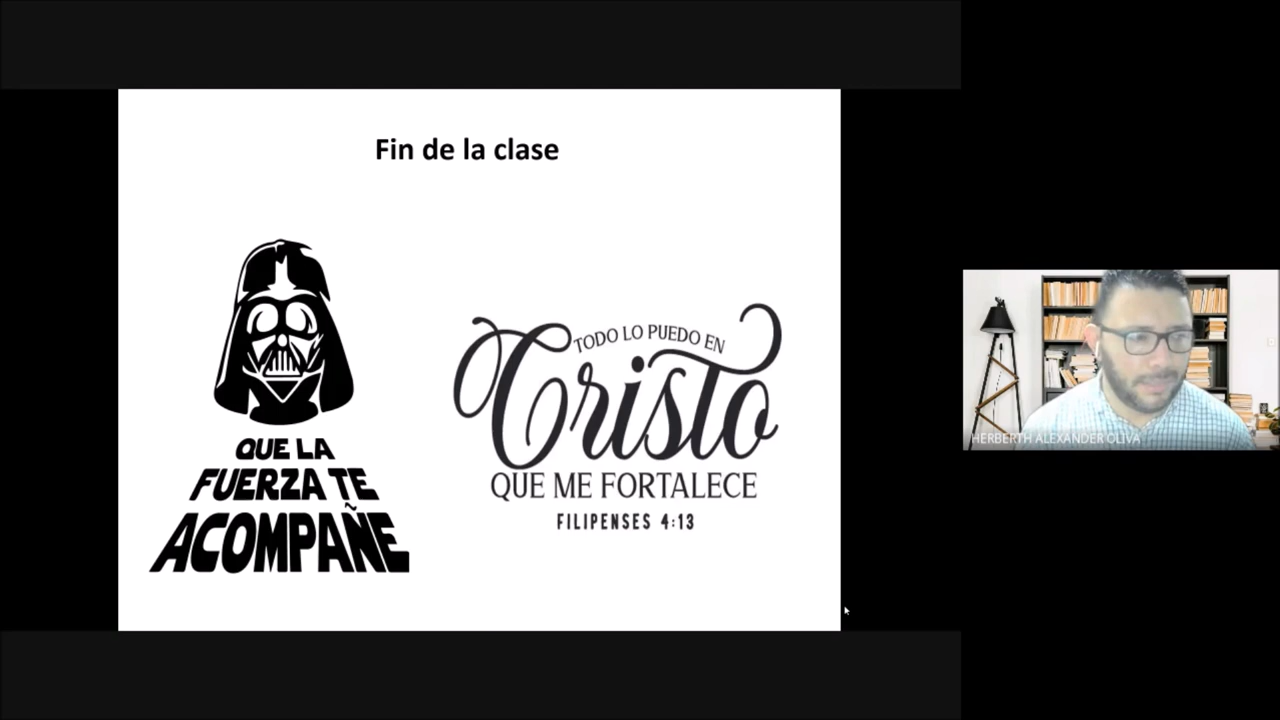 Fin de la clase
QUE LA
FUERZA TE
ACOMPAÑE
TODO LO PUEDO EN
Cristo
QUE ME FORTALECE
FILIPENSES 4:13
HERBERTH ALEXANDER OLIVA